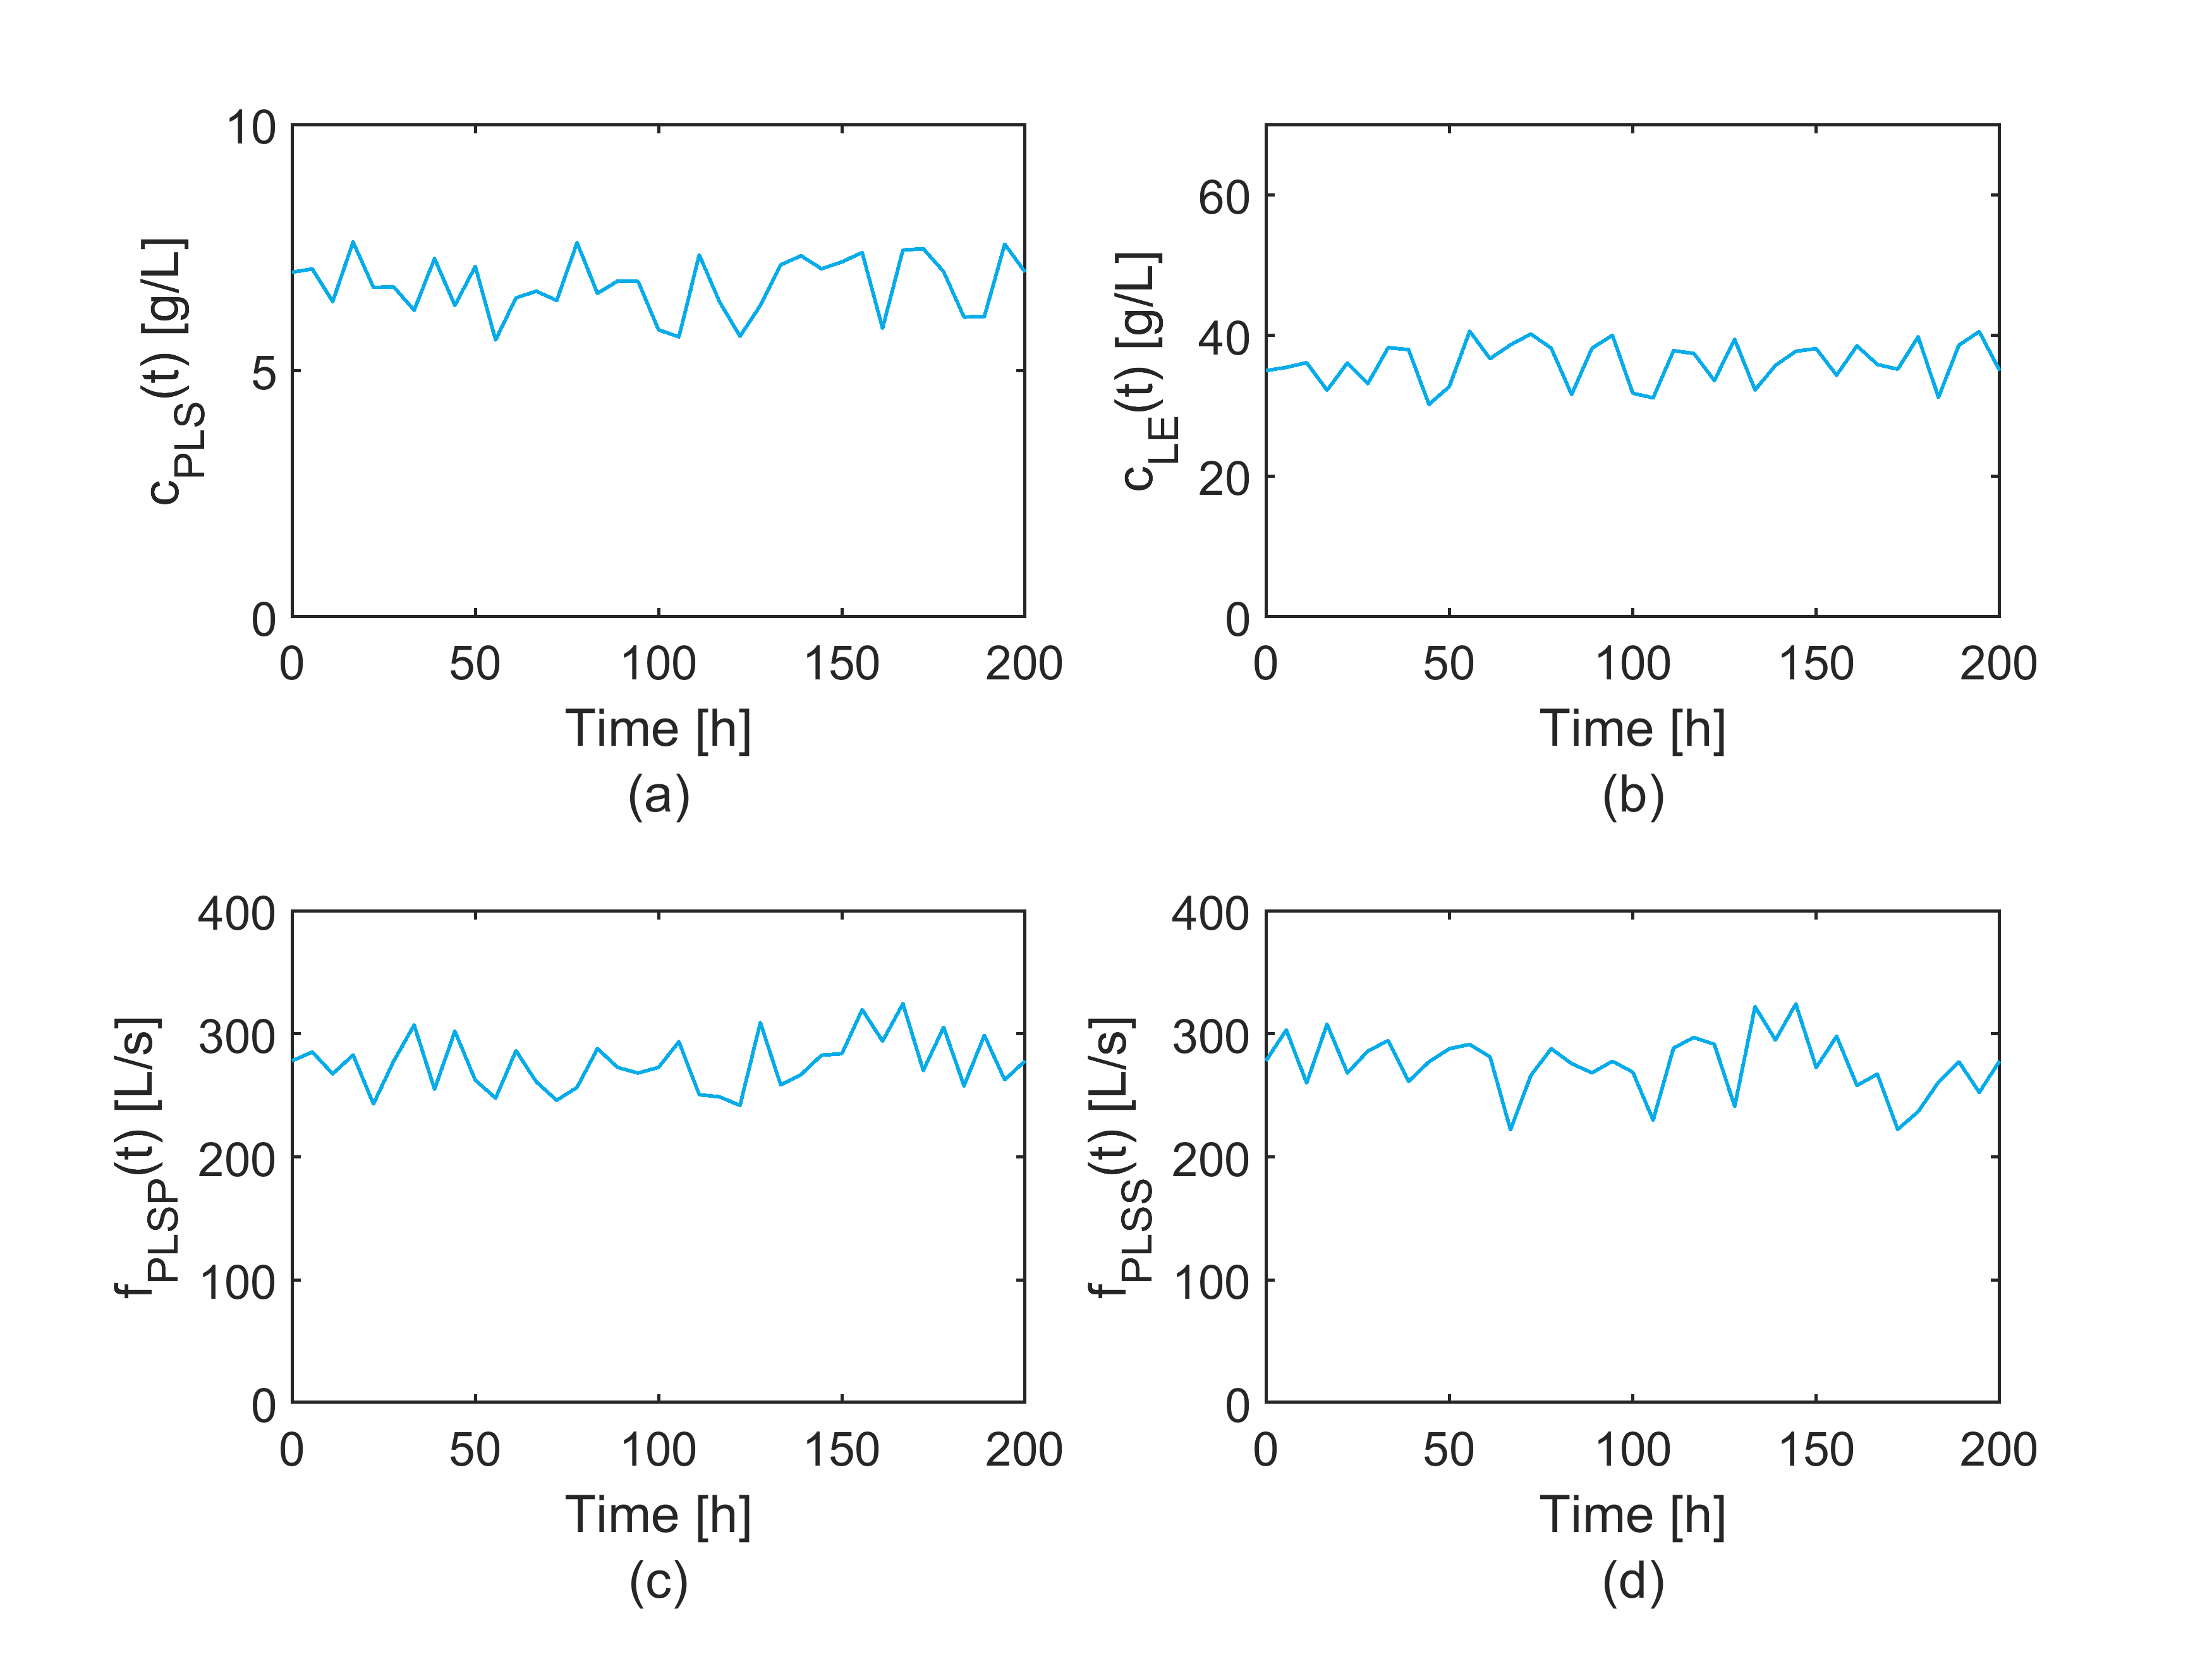 10
5
0
c_PLS(t) [g/L]
0 50 100 150 200
Time [h]
(a)
60
40
20
0
c_LE(t) [g/L]
0 50 100 150 200
Time [h]
(b)
400
300
200
100
0
f_PLSP(t) [L/s]
0 50 100 150 200
Time [h]
(c)
400
300
200
100
0
f_PLSS(t) [L/s]
0 50 100 150 200
Time [h]
(d)